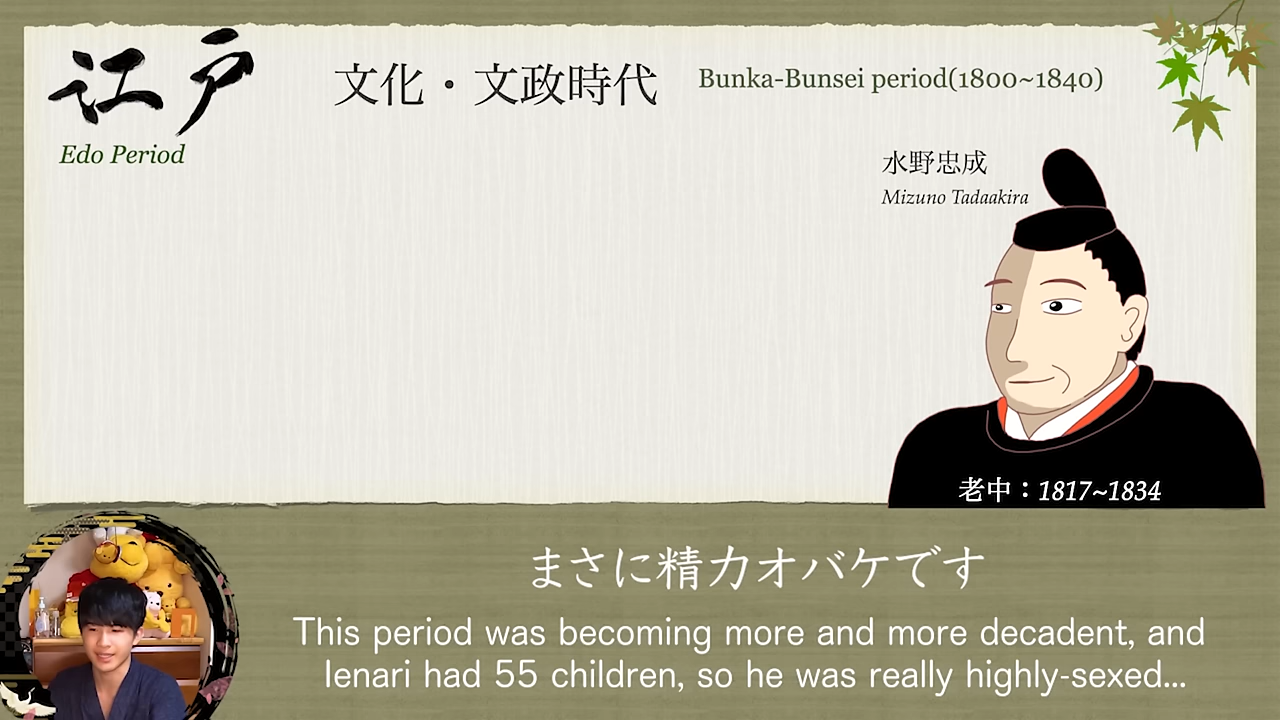 江戸
Edo Period
文化・文政時代
Bunka-Bunsei period(1800~1840)
水野忠成
Mizuno Tadaakira
老中：1817~1834
まさに精力オバケです
This period was becoming more and more decadent, and
Ienari had 55 children, so he was really highly-sexed...